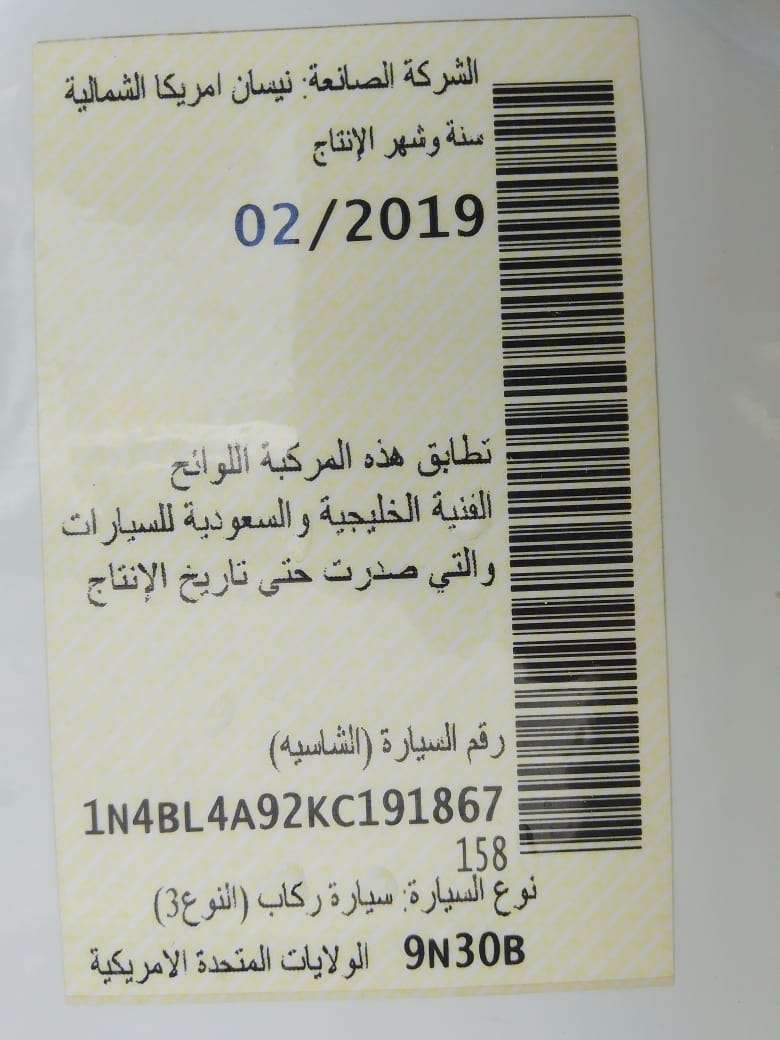 الشركة الصانعة: نيسان امريكا الشمالية
سنة وشهر الإنتاج
02/2019
تطابق هذه المركبة اللوائح
الفنية الخليجية والسعودية للسيارات
والتي صدرت حتى تاريخ الإنتاج
رقم السيارة (الشاسيه)
1N4BL4A92KC191867
158
نوع السيارة: سيارة ركاب (النوع3)
9N30B الولايات المتحدة الامريكية